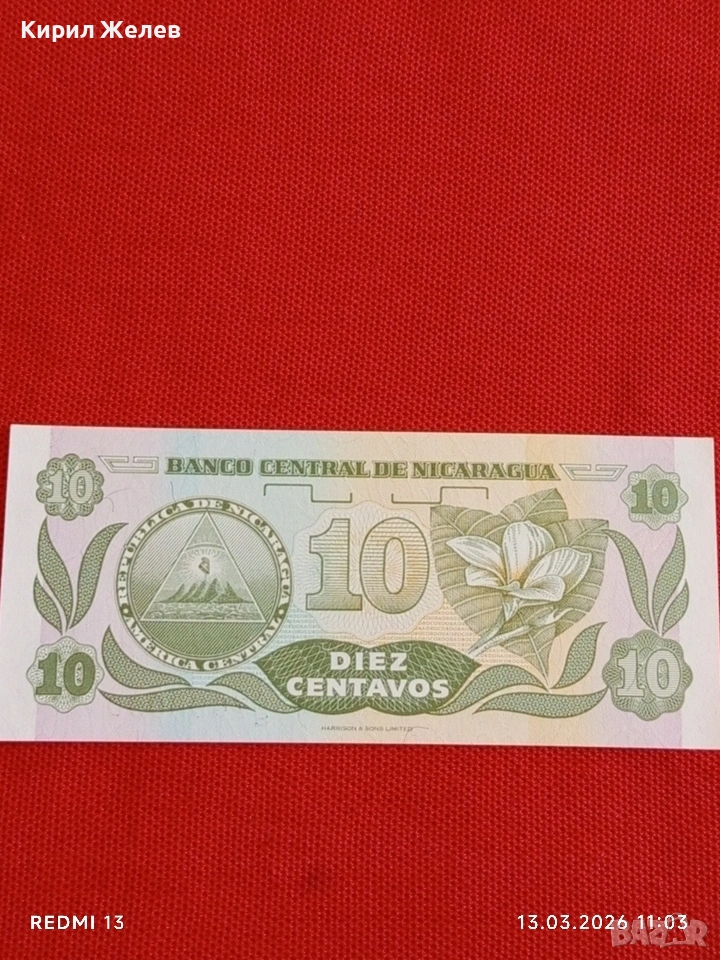 Кирил Желев
BANCO CENTRAL DE NICARAGUA
10
10
REPUBLICA DE NICARAGUA
AMERICA CENTRAL
10
10
DIEZ
CENTAVOS
10
HARRISON & SONS LIMITED
REDMI 13
13.03.2026 11:03
BAZAR